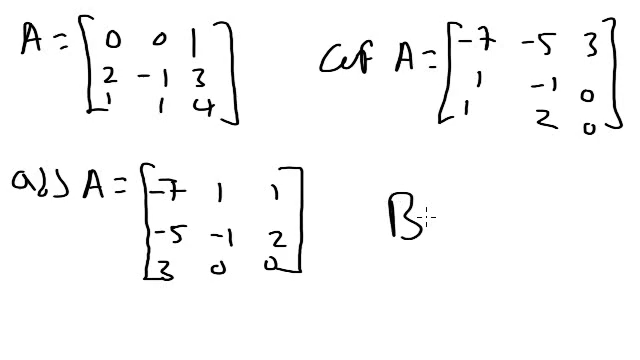 A = [0 0 1
2 -1 3
1 1 4]
Cof A = [-7 -5 3
1 -1 0
1 2 0]
adj A = [-7 1 1
-5 -1 2
3 0 0]
B